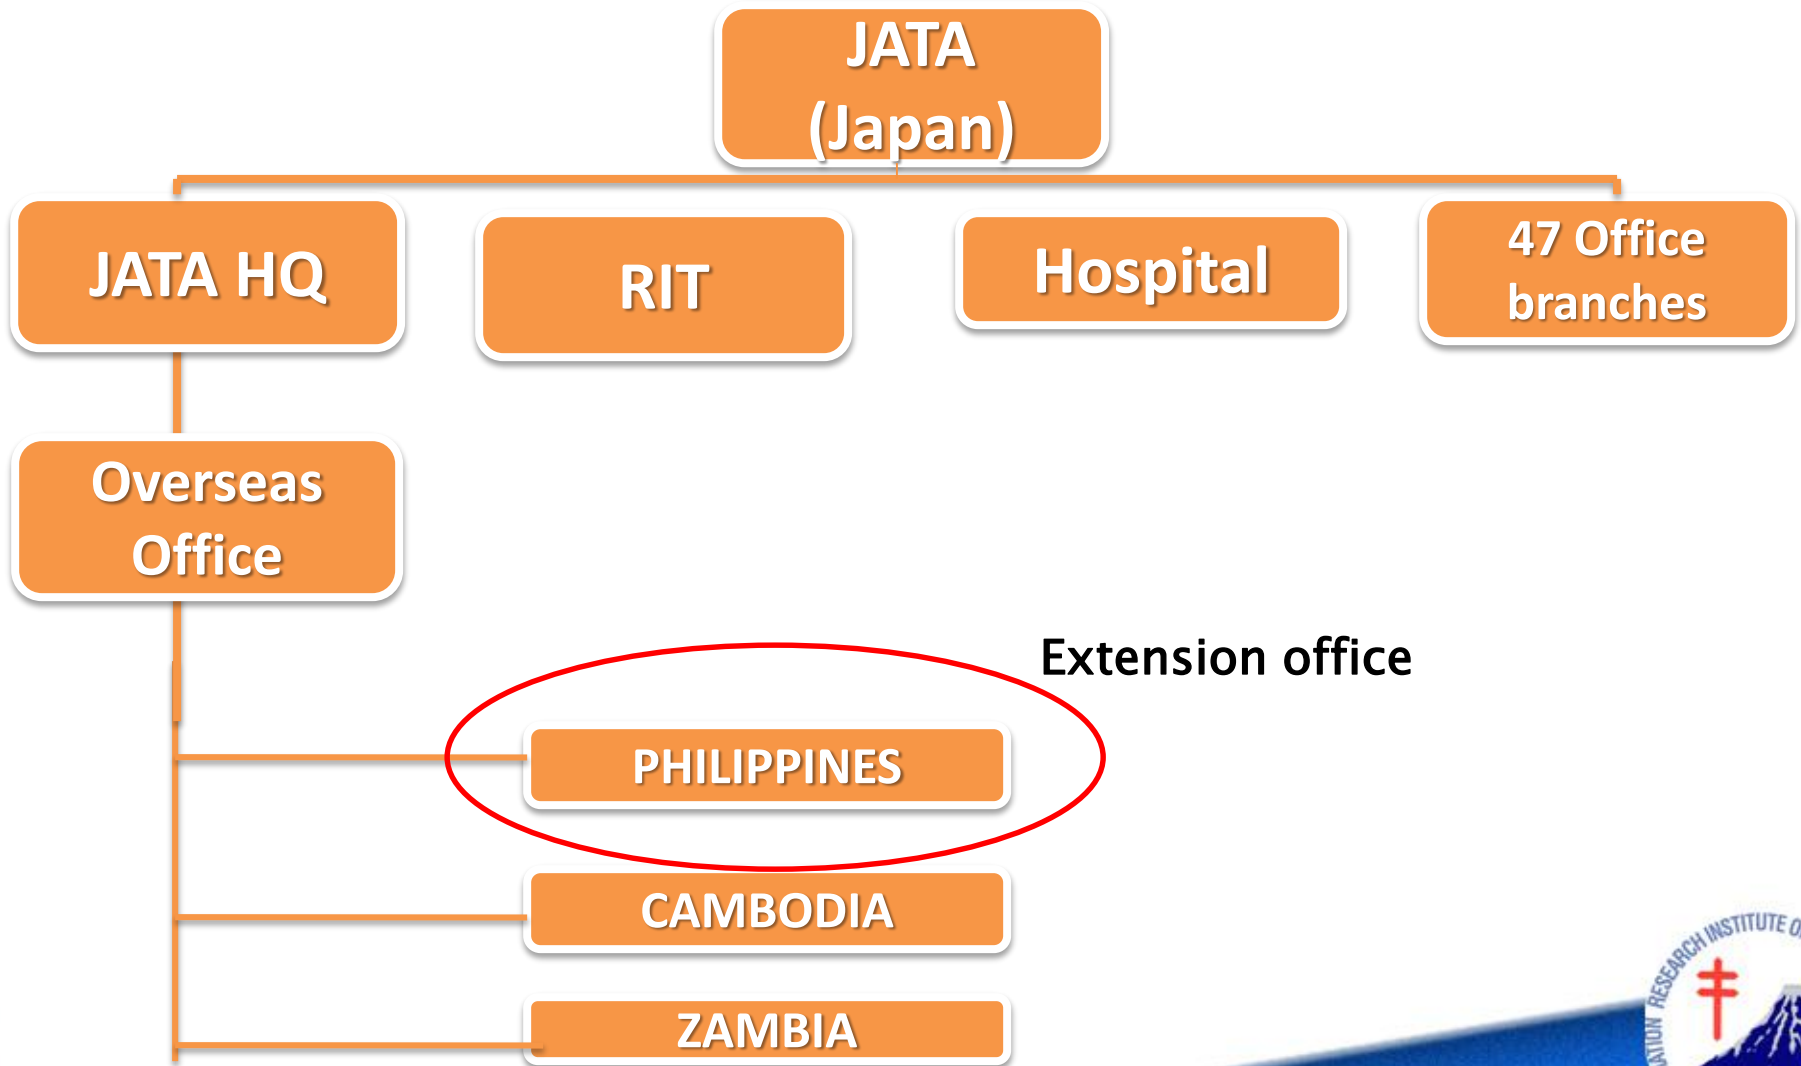 JATA
(Japan)
JATA HQ
RIT
Hospital
47 Office
branches
Overseas
Office
Extension office
PHILIPPINES
CAMBODIA
ZAMBIA
RESEARCH INSTITUTE